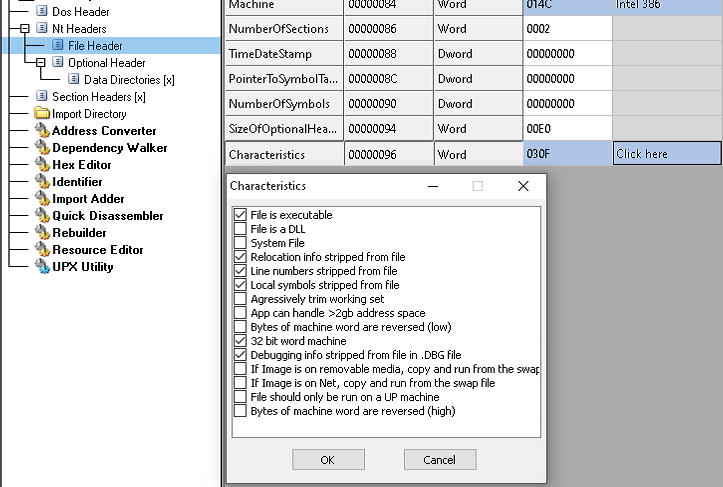 Dos Header
Nt Headers
File Header
Optional Header
Data Directories [x]
Section Headers [x]
Import Directory
Address Converter
Dependency Walker
Hex Editor
Identifier
Import Adder
Quick Disassembler
Rebuilder
Resource Editor
UPX Utility
Machine 00000084 Word 014C Intel 386
NumberOfSections 00000086 Word 0002
TimeDateStamp 00000088 Dword 00000000
PointerToSymbolTa... 0000008C Dword 00000000
NumberOfSymbols 00000090 Dword 00000000
SizeOfOptionalHea... 00000094 Word 00E0
Characteristics 00000096 Word 030F Click here
Characteristics
File is executable
File is a DLL
System File
Relocation info stripped from file
Line numbers stripped from file
Local symbols stripped from file
Agressively trim working set
App can handle >2gb address space
Bytes of machine word are reversed (low)
32 bit word machine
Debugging info stripped from file in .DBG file
If Image is on removable media, copy and run from the swap
If Image is on Net, copy and run from the swap file
File should only be run on a UP machine
Bytes of machine word are reversed (high)
OK Cancel